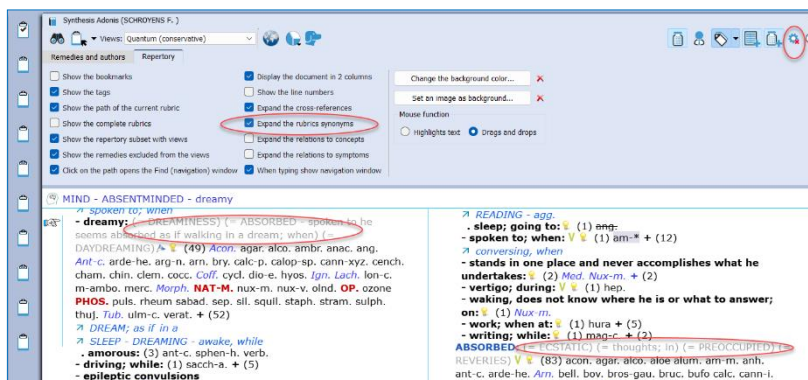 Synthesis Adonis (SCHROYENS F. )
Views: Quantum (conservative)
Remedies and authors Repertory
Show the bookmarks
Show the tags
Show the path of the current rubric
Show the complete rubrics
Show the repertory subset with views
Show the remedies excluded from the views
Click on the path opens the Find (navigation) window
Display the document in 2 columns
Show the line numbers
Expand the cross-references
Expand the rubrics synonyms
Expand the relations to concepts
Expand the relations to symptoms
When typing show navigation window
Change the background color...
Set an image as background...
Mouse function
Highlights text Drags and drops
MIND - ABSENTMINDED - dreamy
spoken to; when
- dreamy: (= DREAMINESS) (= ABSORBED - spoken to he
seems absorbed as if walking in a dream; when) (=
DAYDREAMING) (49) Acon. agar. alco. ambr. anac. ang.
Ant-c. arde-he. arg-n. arn. bry. calc-p. calop-sp. cann-xyz. cench.
cham. chin. clem. cocc. Coff. cycl. dio-e. hyos. Ign. Lach. lon-c.
m-ambo. merc. Morph. NAT-M. nux-m. nux-v. olnd. OP. ozone
PHOS. puls. rheum sabad. sep. sil. squil. staph. stram. sulph.
thuj. Tub. ulm-c. verat. + (52)
DREAM; as if in a
SLEEP - DREAMING - awake, while
. amorous: (3) ant-c. sphen-h. verb.
- driving; while: (1) sacch-a. + (5)
- epileptic convulsions
READING - agg.
. sleep; going to: (1) ang.
- spoken to; when: V (1) am-* + (12)
conversing, when
- stands in one place and never accomplishes what he
undertakes: (2) Med. Nux-m. + (2)
- vertigo; during: V (1) hep.
- waking, does not know where he is or what to answer;
on: (1) Nux-m.
- work; when at: (1) hura + (5)
- writing; while: (1) mag-c. + (2)
ABSORBED: (= ECSTATIC) (= thoughts; in) (= PREOCCUPIED) (=
REVERIES) V (83) acon. agar. alco. aloe alum. am-m. anh.
ant-c. arde-he. Arn. bell. bov. bros-gau. bruc. bufo calc. cann-i.